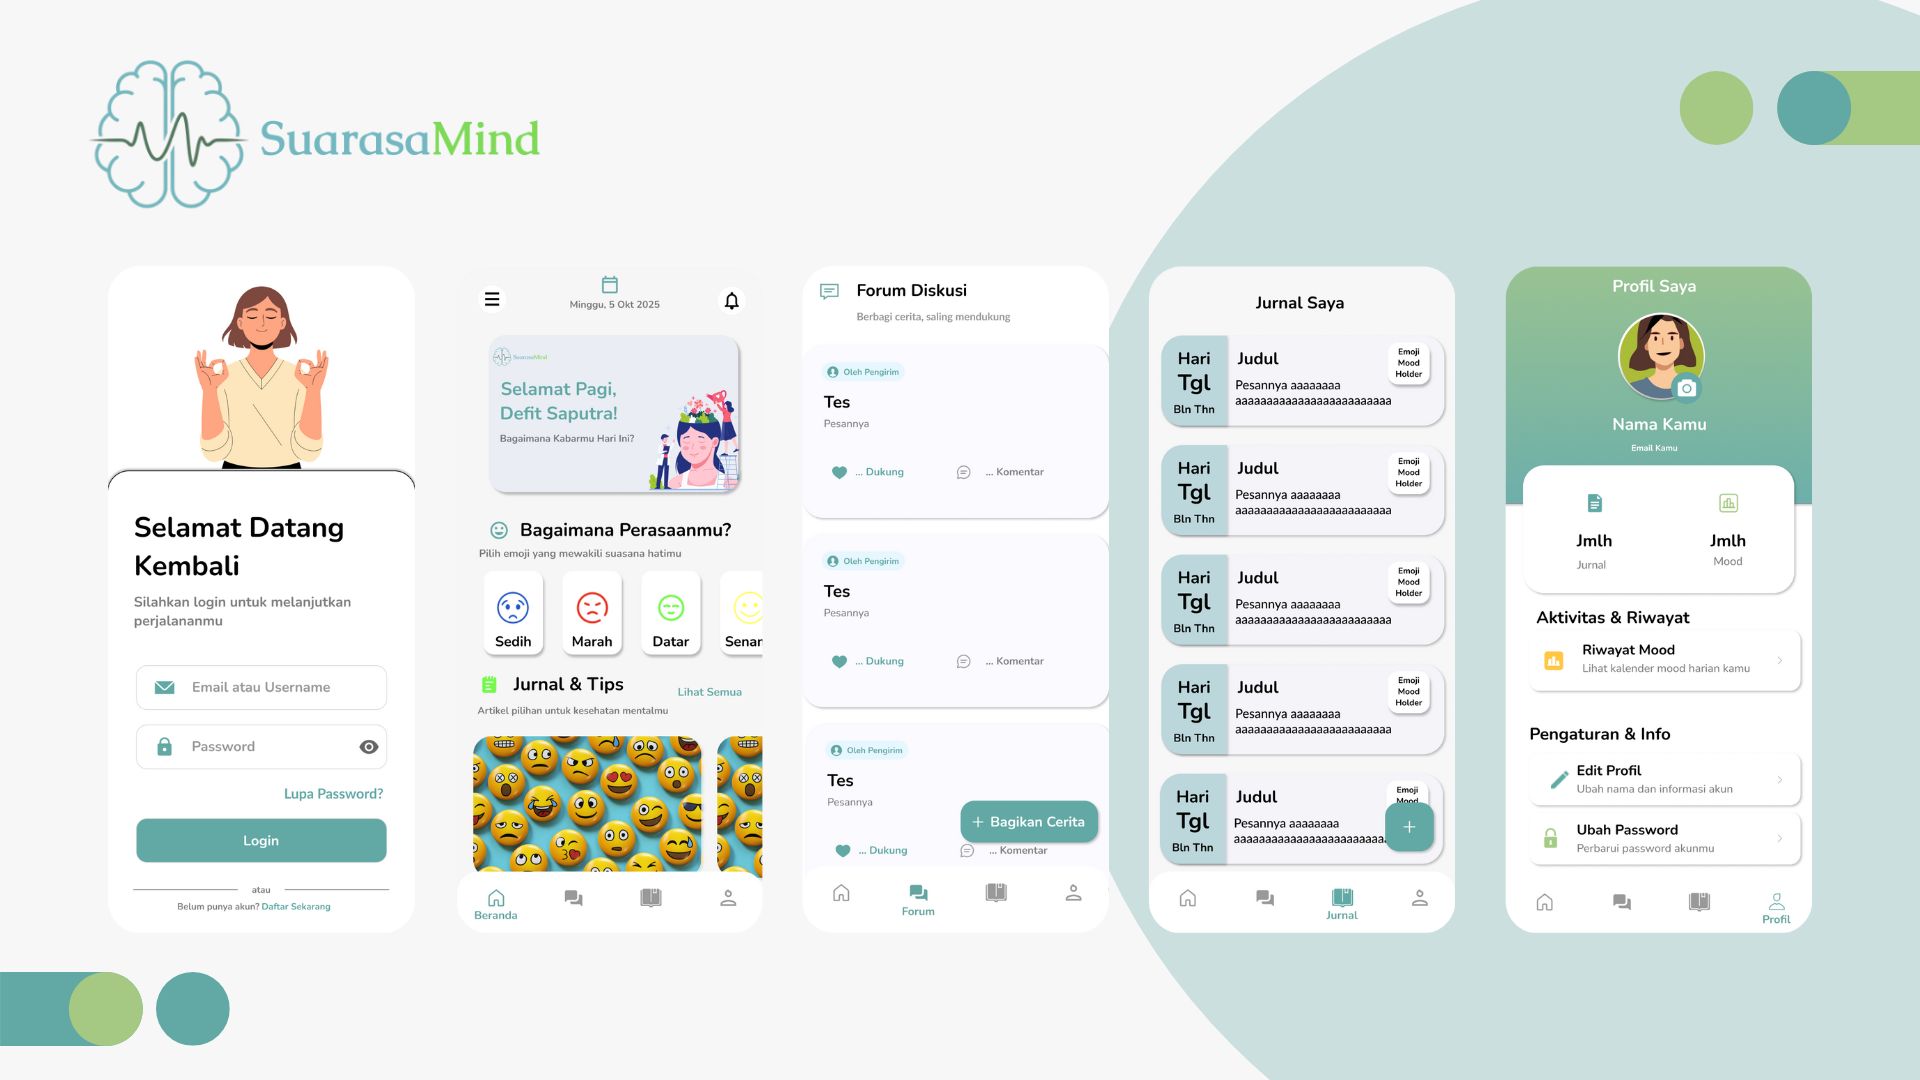 SuarasaMind
Selamat Datang
Kembali
Silahkan login untuk melanjutkan
perjalananmu
Email atau Username
Password
Lupa Password?
Login
atau
Belum punya akun? Daftar Sekarang
Minggu, 5 Okt 2025
SuarasaMind
Selamat Pagi,
Defit Saputra!
Bagaimana Kabarmu Hari Ini?
Bagaimana Perasaanmu?
Pilih emoji yang mewakili suasana hatimu
Sedih
Marah
Datar
Senan
Jurnal & Tips
Lihat Semua
Artikel pilihan untuk kesehatan mentalmu
Beranda
Forum Diskusi
Berbagi cerita, saling mendukung
Oleh Pengirim
Tes
Pesannya
... Dukung
... Komentar
Oleh Pengirim
Tes
Pesannya
... Dukung
... Komentar
Oleh Pengirim
Tes
Pesannya
+ Bagikan Cerita
... Dukung
... Komentar
Forum
Jurnal Saya
Hari
Tgl
Bln Thn
Judul
Pesannya aaaaaaaa
aaaaaaaaaaaaaaaaaaaaaaaaa
Emoji
Mood
Holder
Hari
Tgl
Bln Thn
Judul
Pesannya aaaaaaaa
aaaaaaaaaaaaaaaaaaaaaaaaa
Emoji
Mood
Holder
Hari
Tgl
Bln Thn
Judul
Pesannya aaaaaaaa
aaaaaaaaaaaaaaaaaaaaaaaaa
Emoji
Mood
Holder
Hari
Tgl
Bln Thn
Judul
Pesannya aaaaaaaa
aaaaaaaaaaaaaaaaaaaaaaaaa
Emoji
Mood
Holder
Hari
Tgl
Bln Thn
Judul
Pesannya aaaaaaaa
aaaaaaaaaaaaaaaaaaaaaaaa
Emoji
Mood
+
Jurnal
Profil Saya
Nama Kamu
Email Kamu
Jmlh
Jurnal
Jmlh
Mood
Aktivitas & Riwayat
Riwayat Mood
Lihat kalender mood harian kamu
Pengaturan & Info
Edit Profil
Ubah nama dan informasi akun
Ubah Password
Perbarui password akunmu
Profil